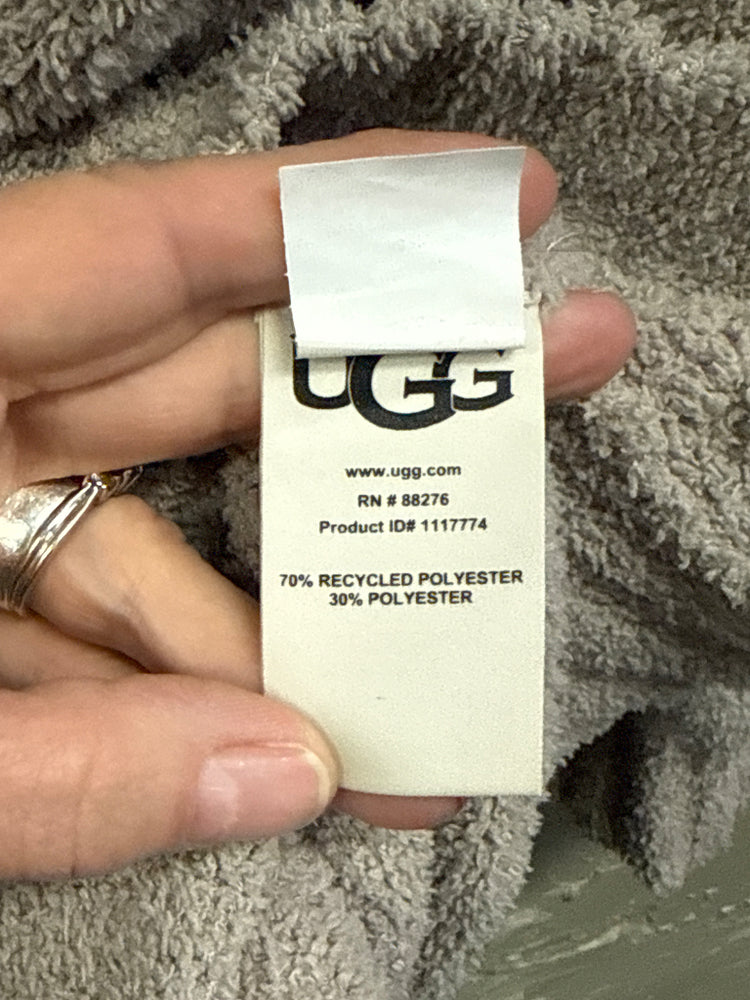 UGG
www.ugg.com
RN # 88276
Product ID# 1117774
70% RECYCLED POLYESTER
30% POLYESTER